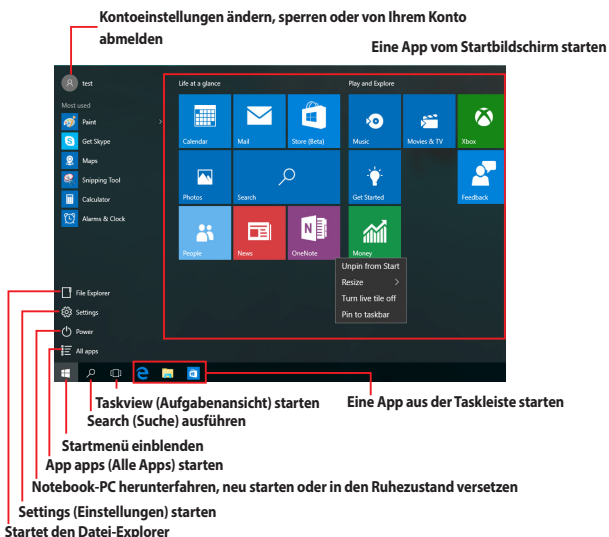 Kontoeinstellungen ändern, sperren oder von Ihrem Konto
abmelden
Eine App vom Startbildschirm starten
test
Life at a glance
Play and Explore
Most used
Paint
Get Skype
Maps
Snipping Tool
Calculator
Alarms & Clock
Calendar
Mail
Store (Beta)
Music
Movies & TV
Xbox
Photos
Search
Get Started
Feedback
People
News
OneNote
Money
Unpin from Start
Resize
Turn live tile off
Pin to taskbar
File Explorer
Settings
Power
All apps
Taskview (Aufgabenansicht) starten
Eine App aus der Taskleiste starten
Search (Suche) ausführen
Startmenü einblenden
App apps (Alle Apps) starten
Notebook-PC herunterfahren, neu starten oder in den Ruhezustand versetzen
Settings (Einstellungen) starten
Startet den Datei-Explorer